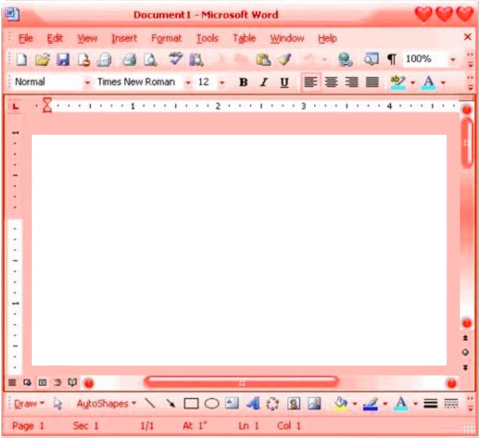 Document1 - Microsoft Word
File Edit View Insert Format Tools Table Window Help
100%
Normal Times New Roman 12 B I U A
1 2 3 4
1
Draw AutoShapes A
Page 1 Sec 1 1/1 At 1" Ln 1 Col 1